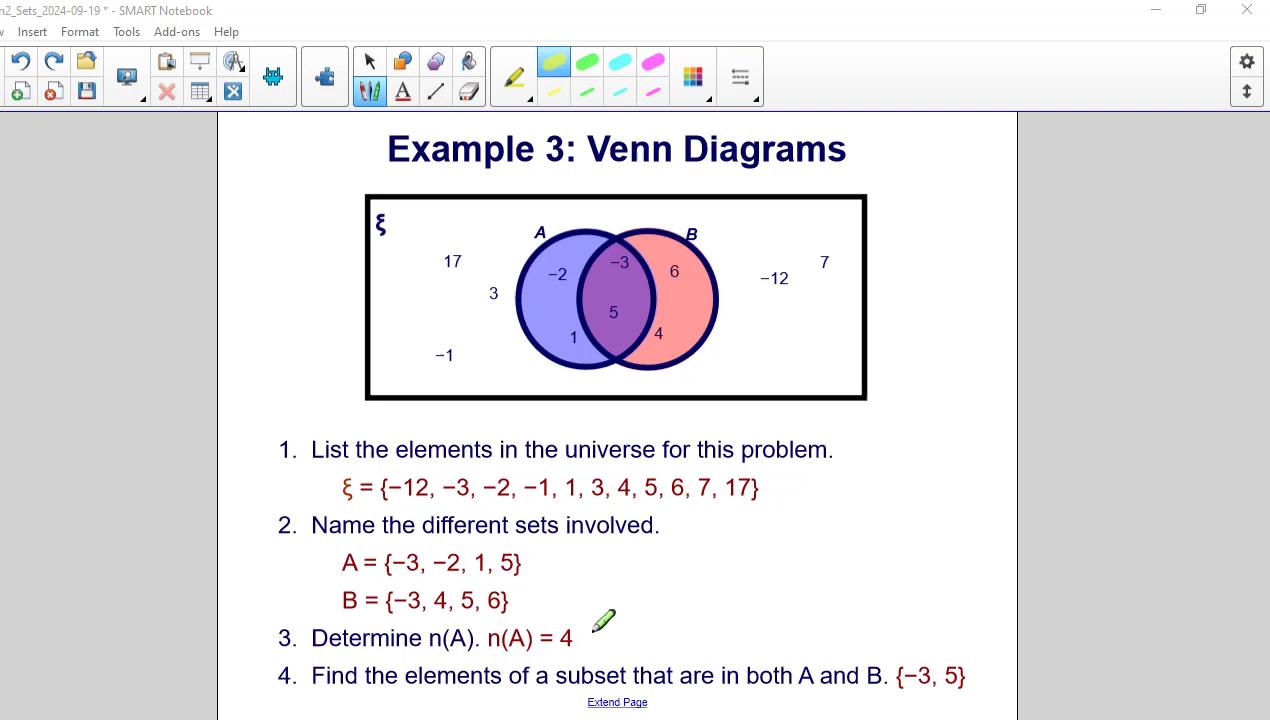 n2_Sets_2024-09-19 * - SMART Notebook
Insert Format Tools Add-ons Help
Example 3: Venn Diagrams
ξ
A
B
17
−3
7
−2
6
−12
3
5
1
4
−1
1. List the elements in the universe for this problem.
ξ = {−12, −3, −2, −1, 1, 3, 4, 5, 6, 7, 17}
2. Name the different sets involved.
A = {−3, −2, 1, 5}
B = {−3, 4, 5, 6}
3. Determine n(A). n(A) = 4
4. Find the elements of a subset that are in both A and B. {−3, 5}
Extend Page